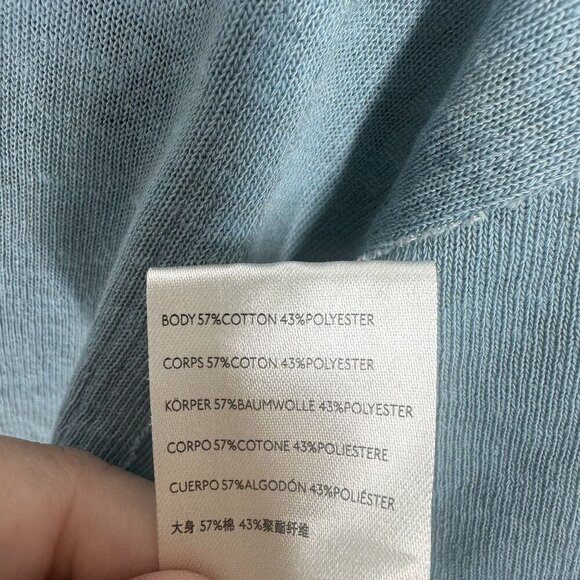 BODY 57%COTTON 43%POLYESTER
CORPS 57%COTON 43%POLYESTER
KÖRPER 57%BAUMWOLLE 43%POLYESTER
CORPO 57%COTONE 43%POLIESTERE
CUERPO 57%ALGODÓN 43%POLIÉSTER
大身 57%棉 43%聚酯纤维